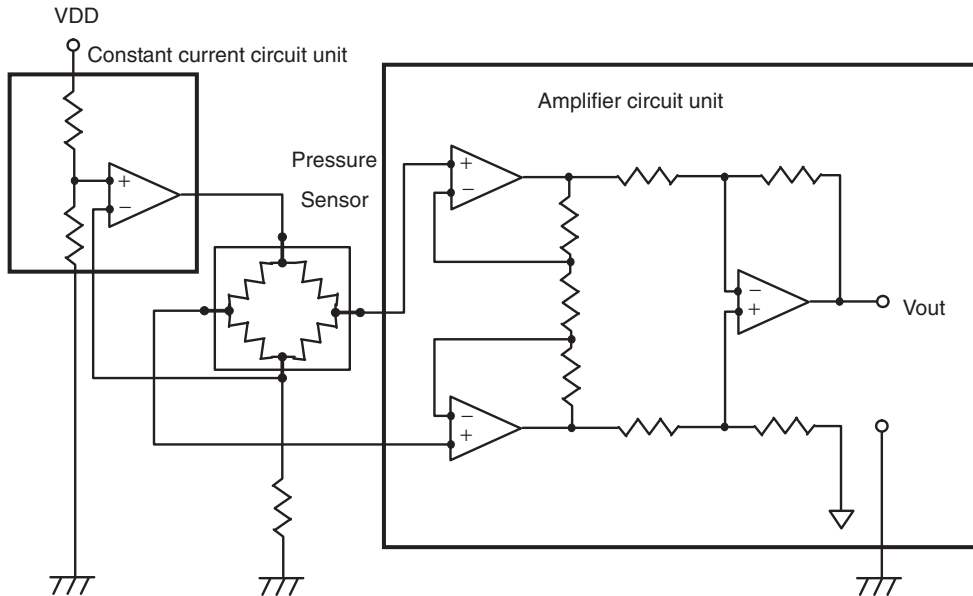 VDD
Constant current circuit unit
Amplifier circuit unit
Pressure
Sensor
+
−
+
−
−
+
Vout
−
+